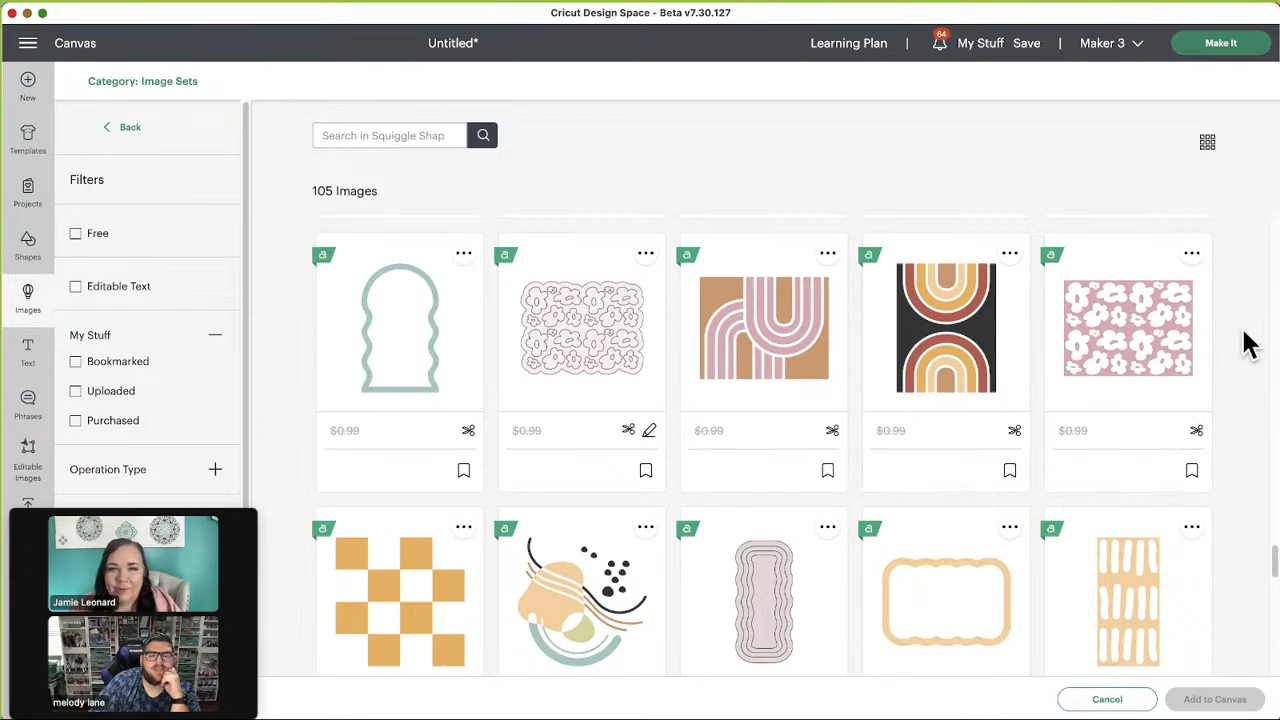 Cricut Design Space - Beta v7.30.127
Canvas
Untitled*
Learning Plan | 64 My Stuff Save | Maker 3
Make It
Category: Image Sets
New
Templates
Projects
Shapes
Images
Text
Phrases
Editable
Images
Back
Filters
Free
Editable Text
My Stuff
Bookmarked
Uploaded
Purchased
Operation Type
Search in Squiggle Shap
105 Images
a a a a a
$0.99 $0.99 $0.99 $0.99 $0.99
a a a a a
Jamie Leonard
melody lane
Cancel
Add to Canvas